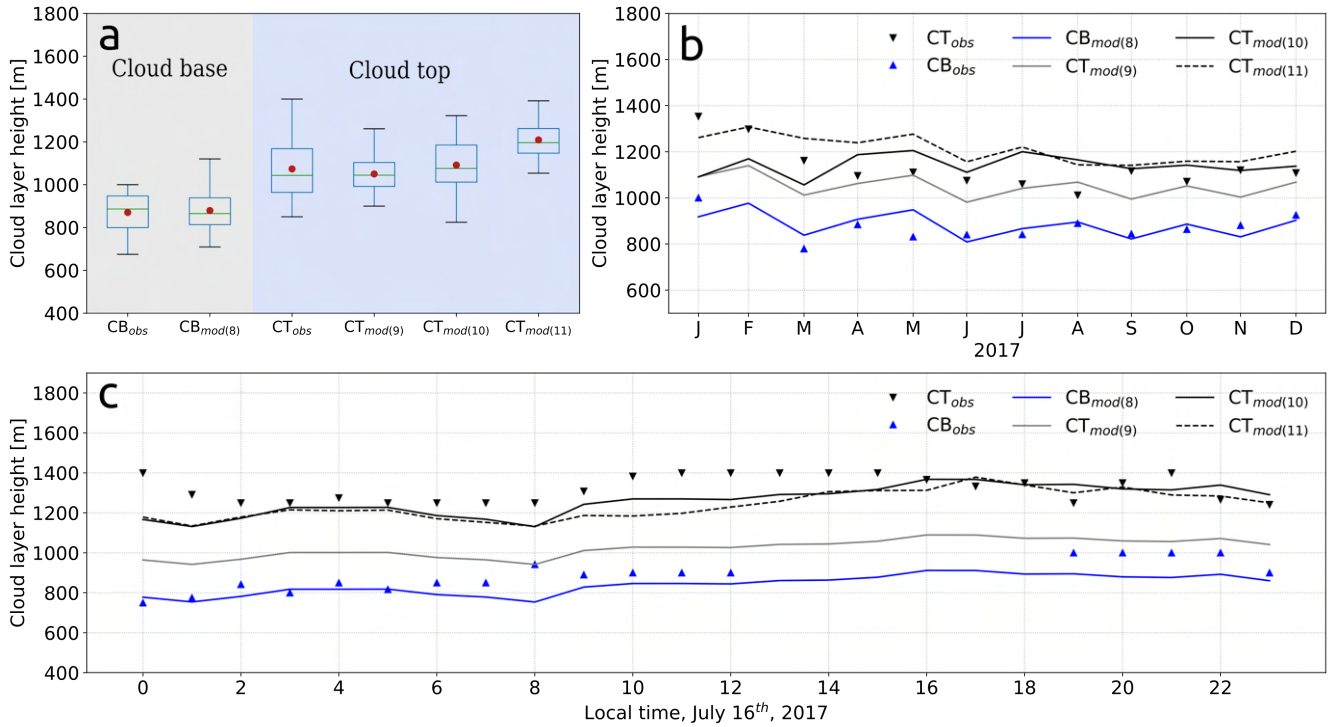 a
Cloud base
Cloud top
Cloud layer height [m]
1800
1600
1400
1200
1000
800
600
400
CB_obs
CB_mod(8)
CT_obs
CT_mod(9)
CT_mod(10)
CT_mod(11)
b
CT_obs
CB_mod(8)
CT_mod(10)
CB_obs
CT_mod(9)
CT_mod(11)
Cloud layer height [m]
1800
1600
1400
1200
1000
800
600
J F M A M J J A S O N D
2017
c
CT_obs
CB_mod(8)
CT_mod(10)
CB_obs
CT_mod(9)
CT_mod(11)
Cloud layer height [m]
1800
1600
1400
1200
1000
800
600
400
0 2 4 6 8 10 12 14 16 18 20 22
Local time, July 16th, 2017